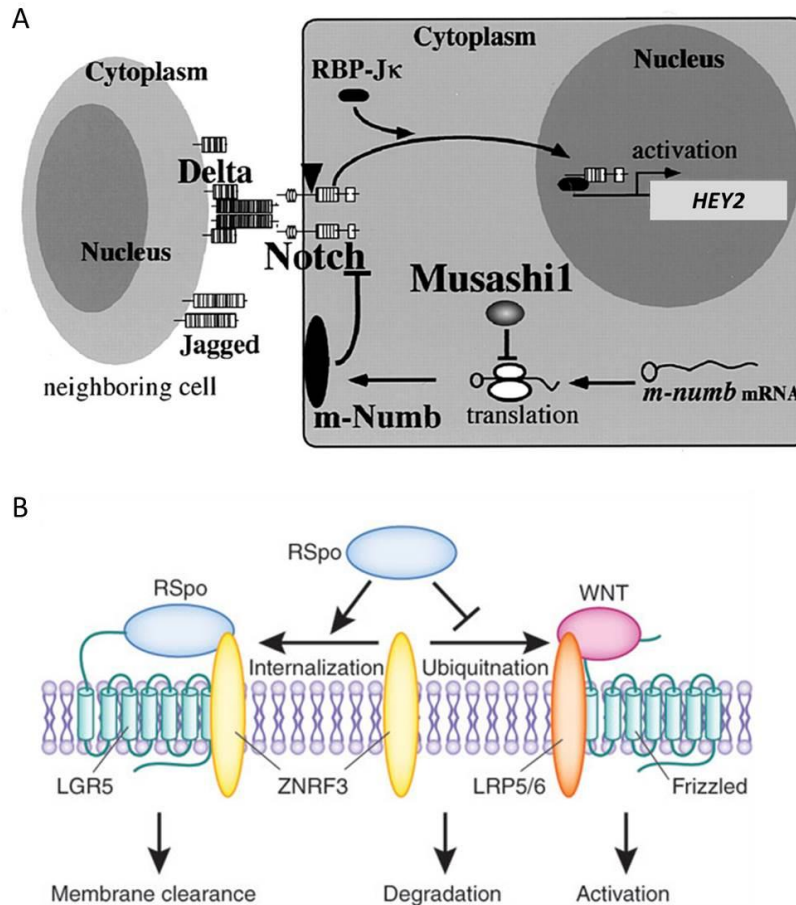 A
Cytoplasm
Nucleus
Delta
Notch
Jagged
neighboring cell
Cytoplasm
RBP-Jκ
Nucleus
activation
HEY2
Musashi1
m-Numb
translation
m-numb mRNA
B
RSpo
RSpo
WNT
Internalization
Ubiquitnation
LGR5
ZNRF3
LRP5/6
Frizzled
Membrane clearance
Degradation
Activation